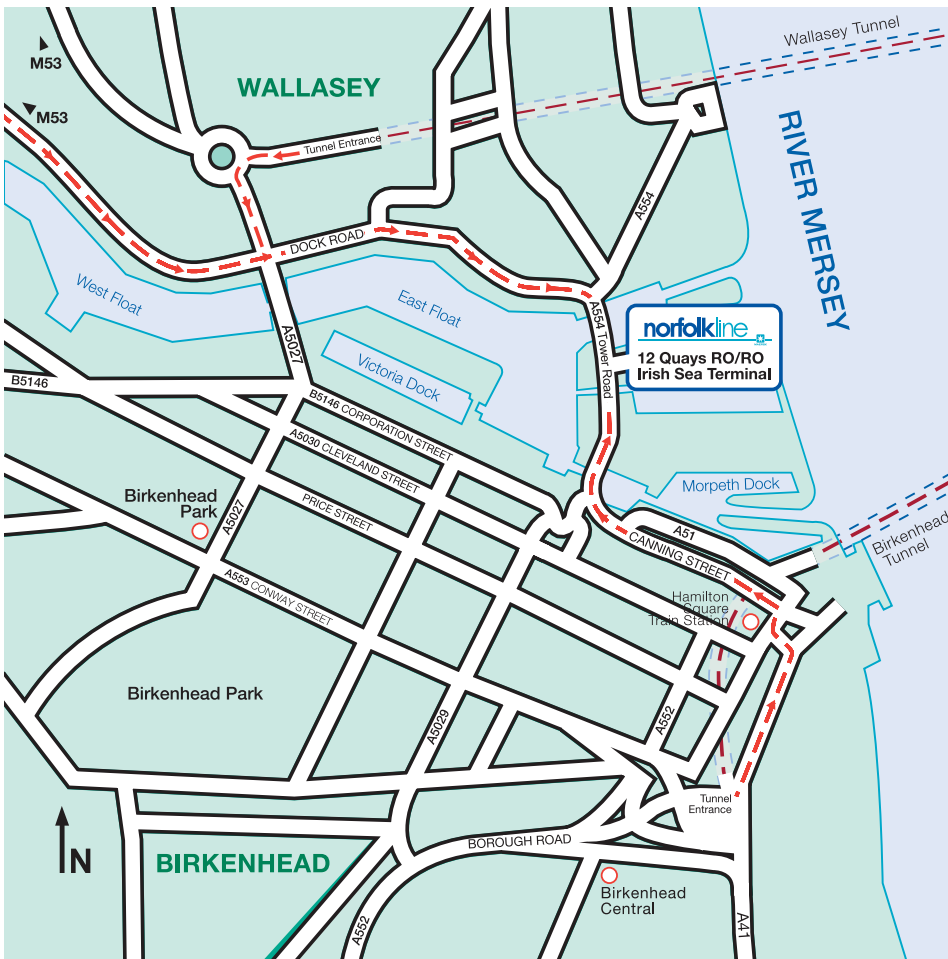 Wallasey Tunnel
M53
WALLASEY
M53
RIVER MERSEY
Tunnel Entrance
A554
DOCK ROAD
West Float
East Float
A554 Tower Road
norfolkline
12 Quays RO/RO
Irish Sea Terminal
A5027
Victoria Dock
B5146
B5146 CORPORATION STREET
A5030 CLEVELAND STREET
Morpeth Dock
Birkenhead
Park
PRICE STREET
A5027
A51
CANNING STREET
Birkenhead
Tunnel
A553 CONWAY STREET
Hamilton
Square
Train Station
Birkenhead Park
A5029
A552
Tunnel
Entrance
N
BIRKENHEAD
BOROUGH ROAD
Birkenhead
Central
A552
A41